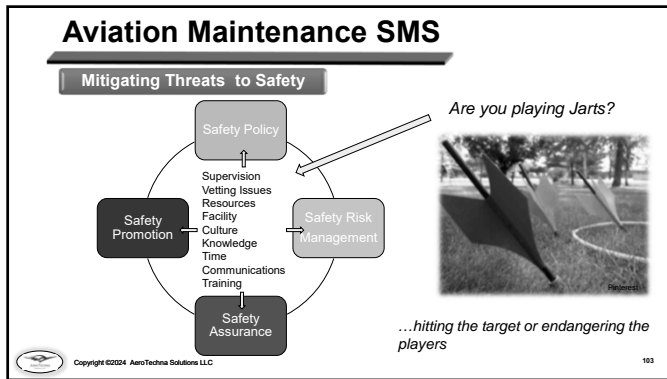 Aviation Maintenance SMS
Mitigating Threats to Safety
Are you playing Jarts?
Safety Policy
Supervision
Vetting Issues
Resources
Facility
Culture
Knowledge
Time
Communications
Training
Safety
Promotion
Safety Risk
Management
Safety
Assurance
Pinterest
…hitting the target or endangering the
players
Copyright ©2024 AeroTechna Solutions LLC
103